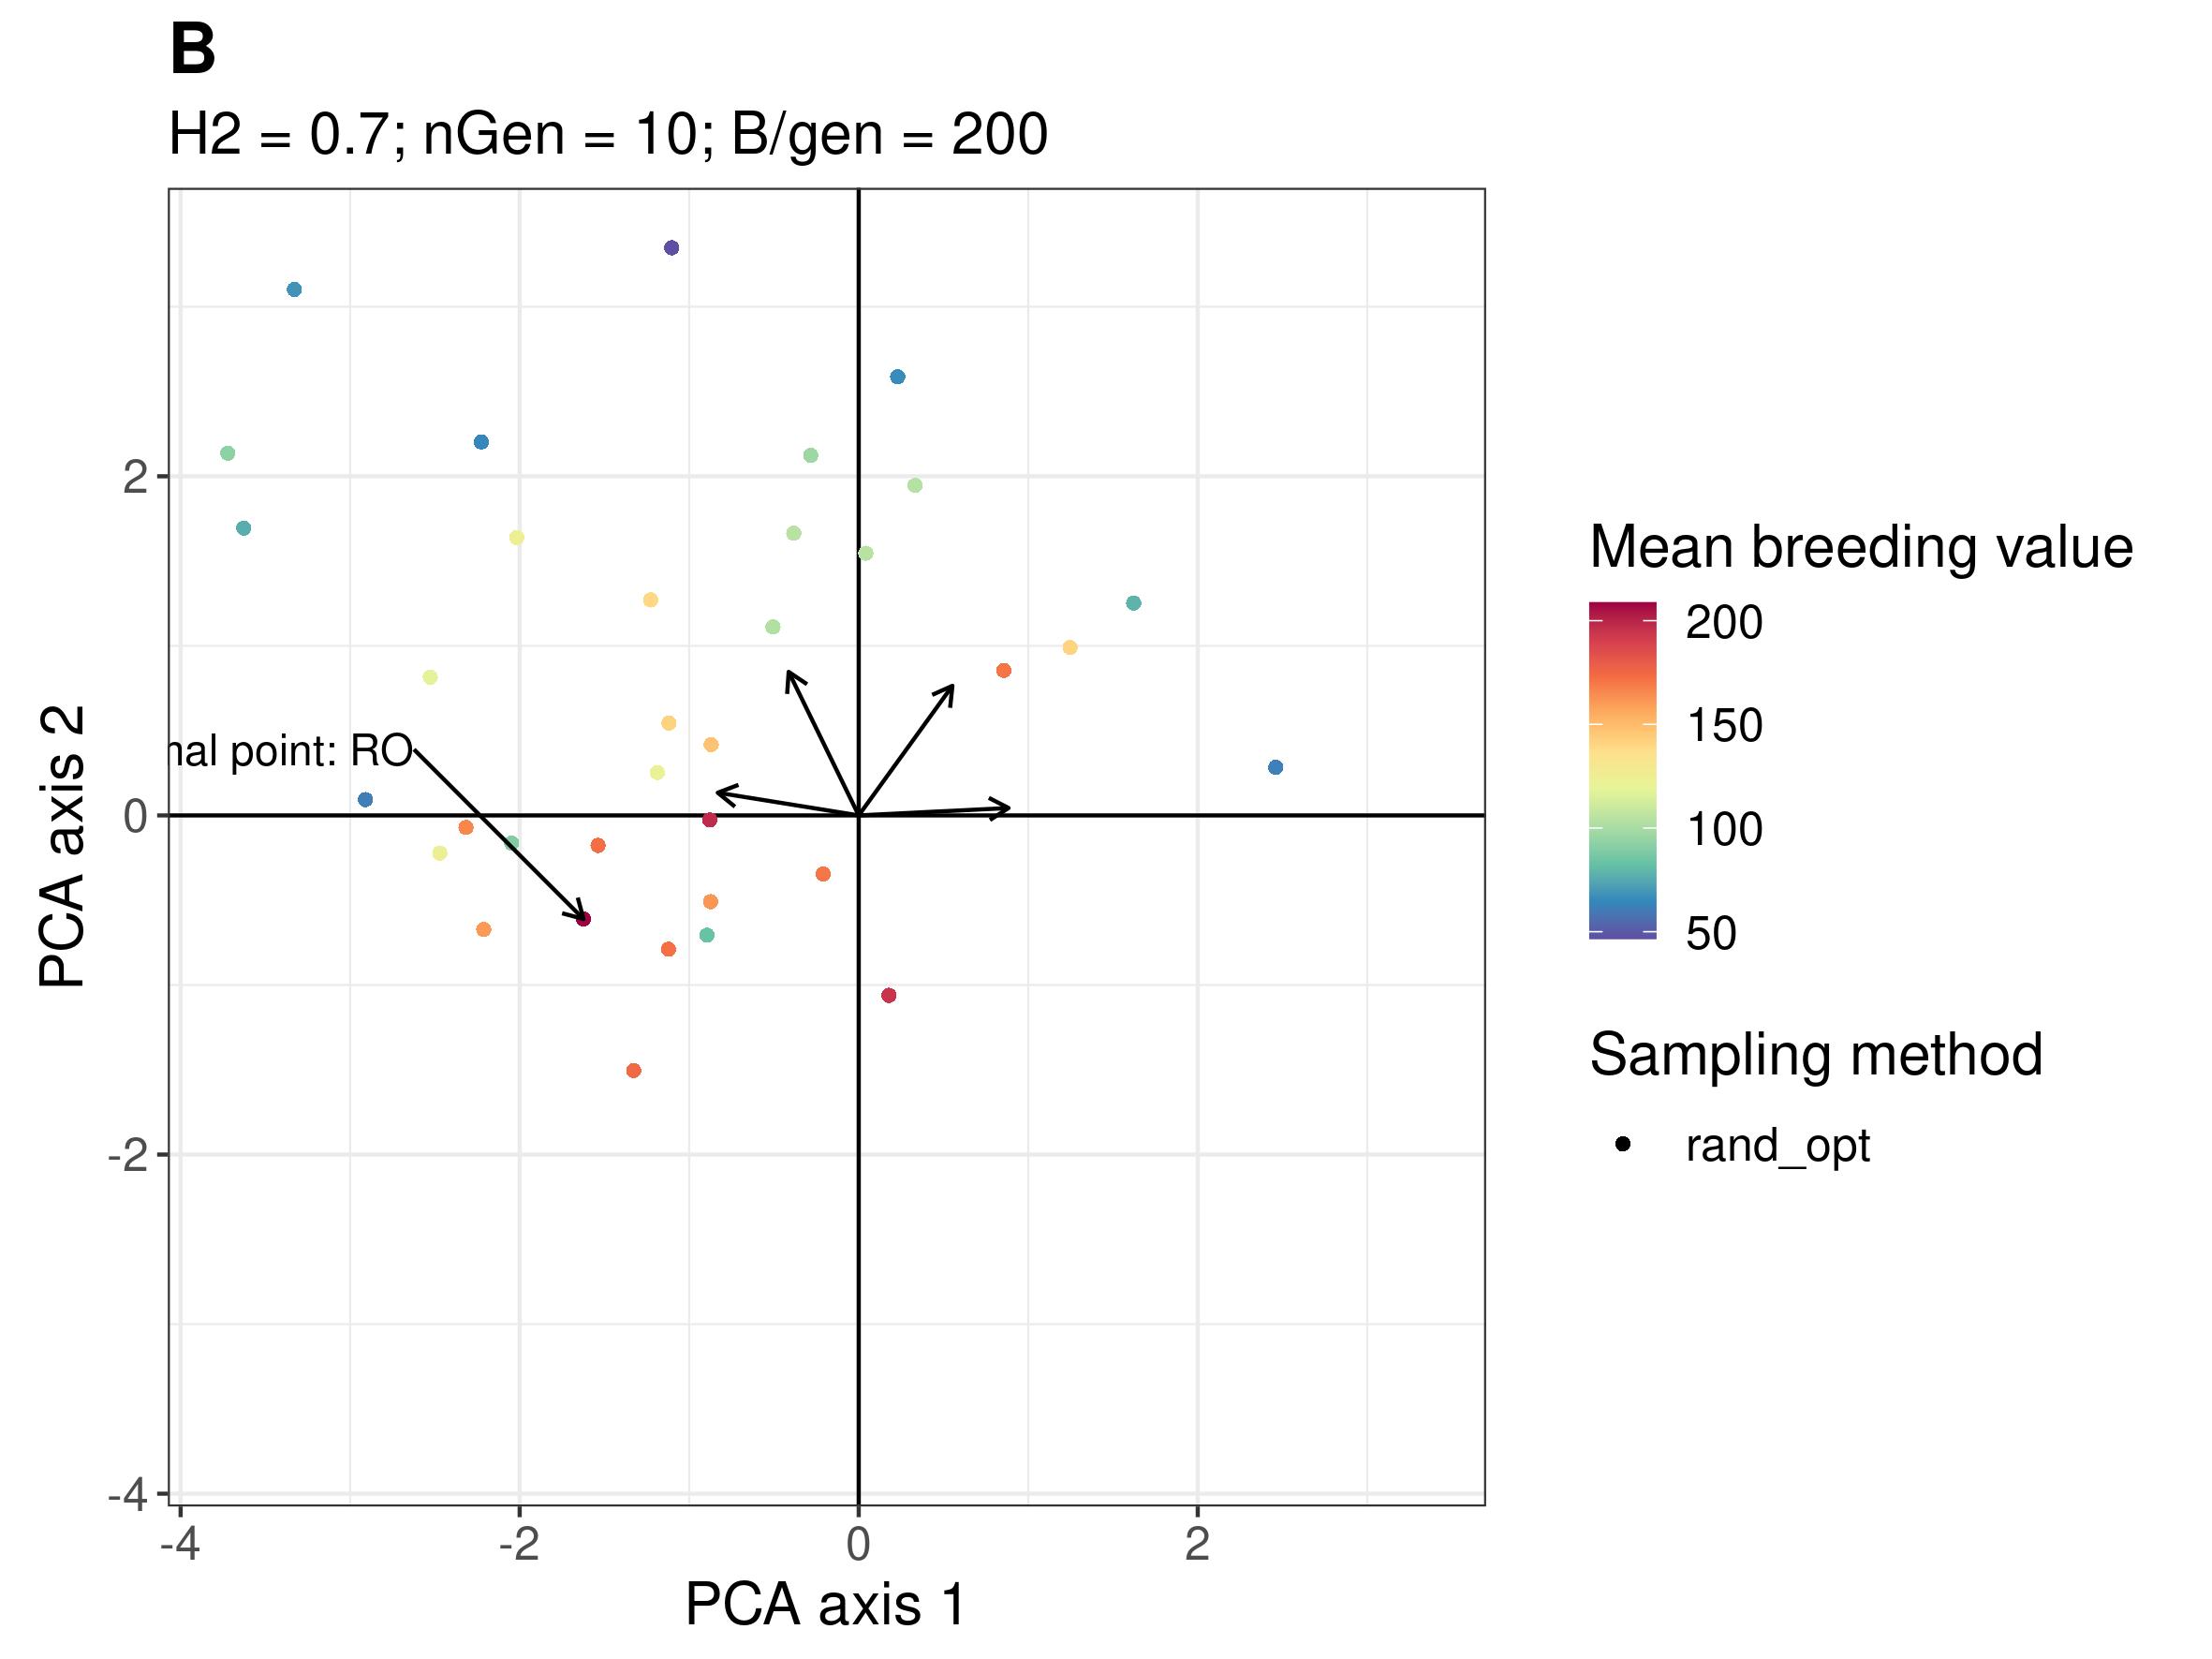 B
H2 = 0.7; nGen = 10; B/gen = 200
PCA axis 2
2
0
-2
-4
point: RO
-4
-2
0
2
PCA axis 1
Mean breeding value
200
150
100
50
Sampling method
rand_opt